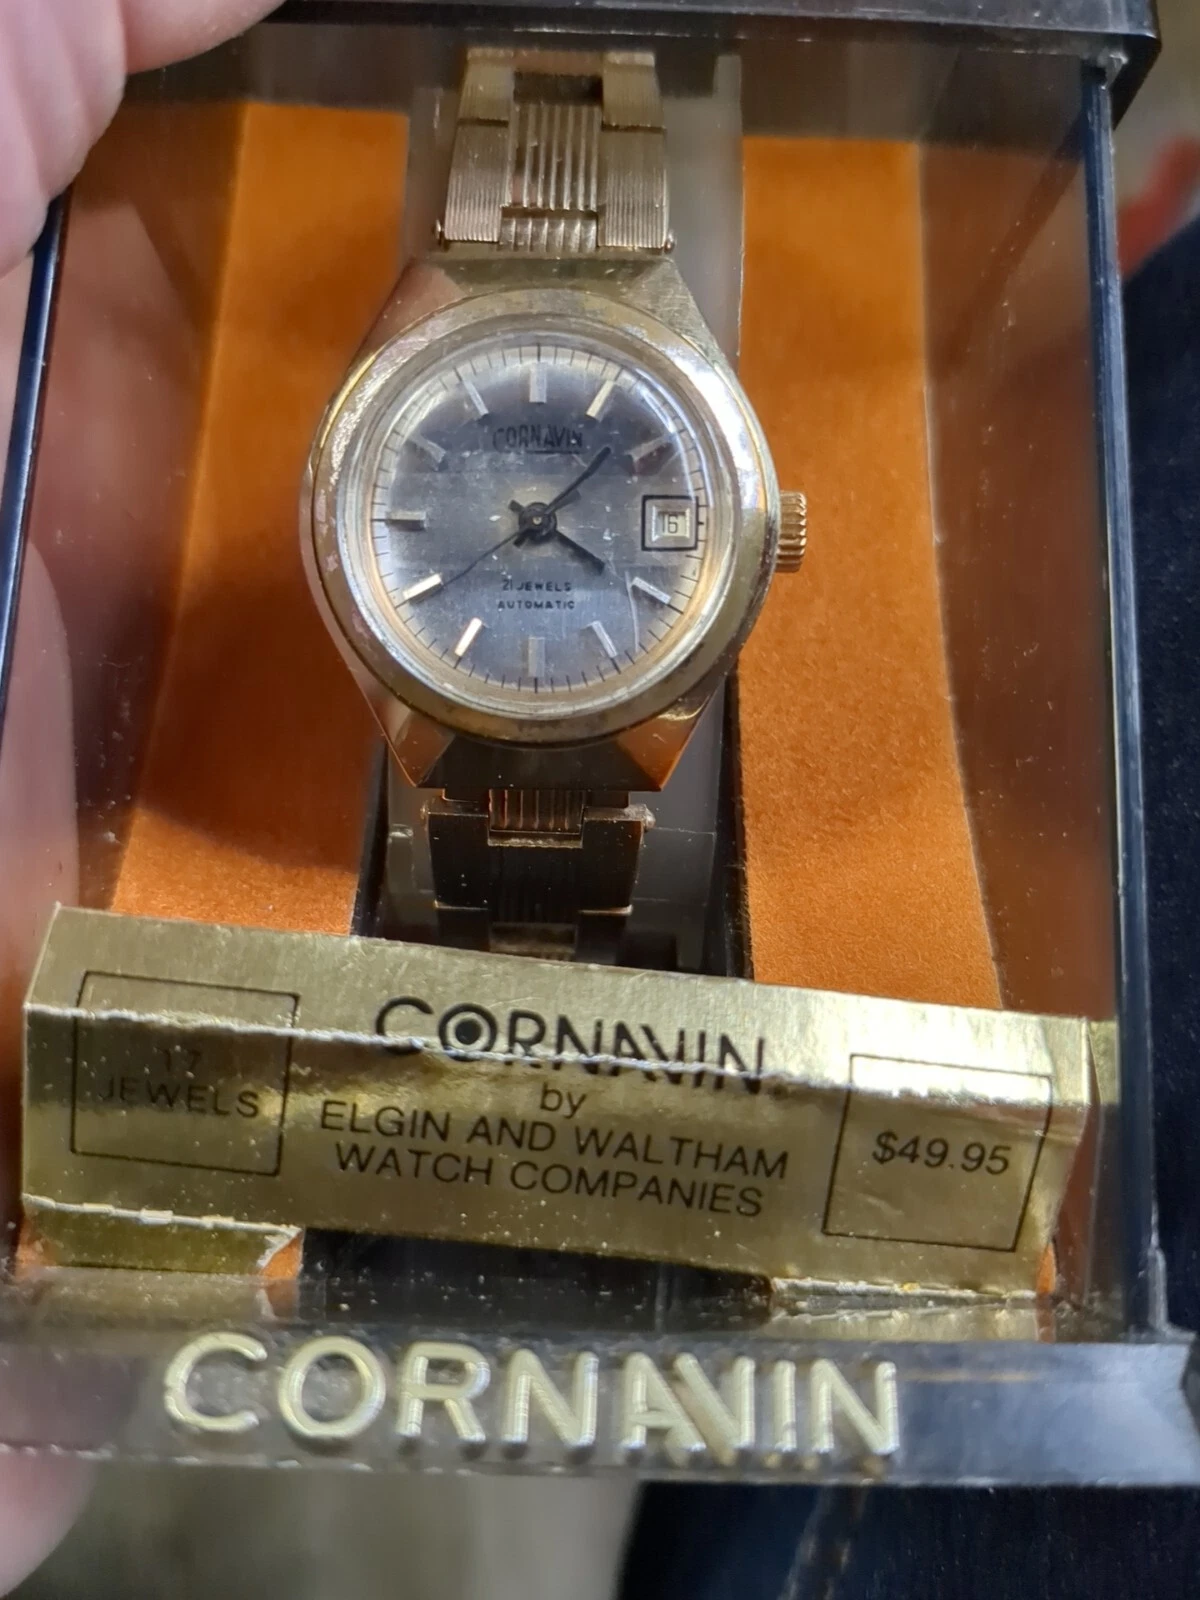 CORNAVIN
16
21 JEWELS
AUTOMATIC
17
JEWELS
CORNAVIN
by
ELGIN AND WALTHAM
WATCH COMPANIES
$49.95
CORNAVIN